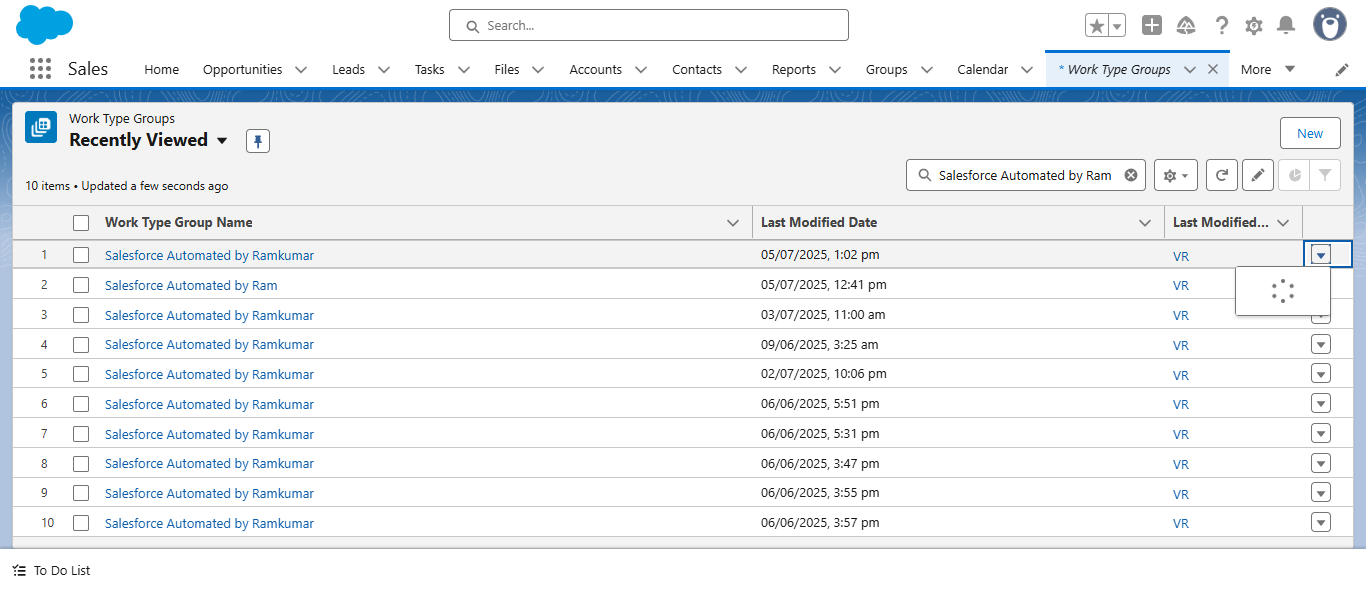 Search...
Sales
Home
Opportunities
Leads
Tasks
Files
Accounts
Contacts
Reports
Groups
Calendar
* Work Type Groups
More
Work Type Groups
Recently Viewed
New
10 items • Updated a few seconds ago
Salesforce Automated by Ram
Work Type Group Name
Last Modified Date
Last Modified...
1 Salesforce Automated by Ramkumar 05/07/2025, 1:02 pm VR
2 Salesforce Automated by Ram 05/07/2025, 12:41 pm VR
3 Salesforce Automated by Ramkumar 03/07/2025, 11:00 am VR
4 Salesforce Automated by Ramkumar 09/06/2025, 3:25 am VR
5 Salesforce Automated by Ramkumar 02/07/2025, 10:06 pm VR
6 Salesforce Automated by Ramkumar 06/06/2025, 5:51 pm VR
7 Salesforce Automated by Ramkumar 06/06/2025, 5:31 pm VR
8 Salesforce Automated by Ramkumar 06/06/2025, 3:47 pm VR
9 Salesforce Automated by Ramkumar 06/06/2025, 3:55 pm VR
10 Salesforce Automated by Ramkumar 06/06/2025, 3:57 pm VR
To Do List